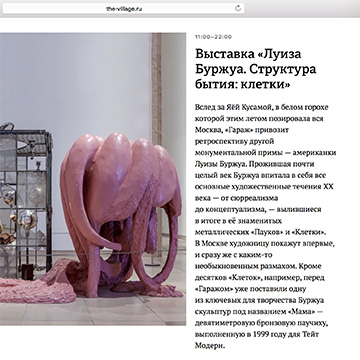 the-village.ru
11:00–22:00
Выставка «Луиза
Буржуа. Структура
бытия: клетки»
Вслед за Яёй Кусамой, в белом горохе
которой этим летом позировала вся
Москва, «Гараж» привозит
ретроспективу другой
монументальной примы — американки
Луизы Буржуа. Прожившая почти
целый век Буржуа впитала в себя все
основные художественные течения XX
века — от сюрреализма
до концептуализма, — вылившиеся
в итоге в её знаменитых
металлических «Пауков» и «Клетки».
В Москве художницу покажут впервые,
и сразу же с каким-то
необыкновенным размахом. Кроме
десятков «Клеток», например, перед
«Гаражом» уже поставили одну
из ключевых для творчества Буржуа
скульптур под названием «Мама» —
девятиметровую бронзовую паучиху,
выполненную в 1999 году для Тейт
Модерн.